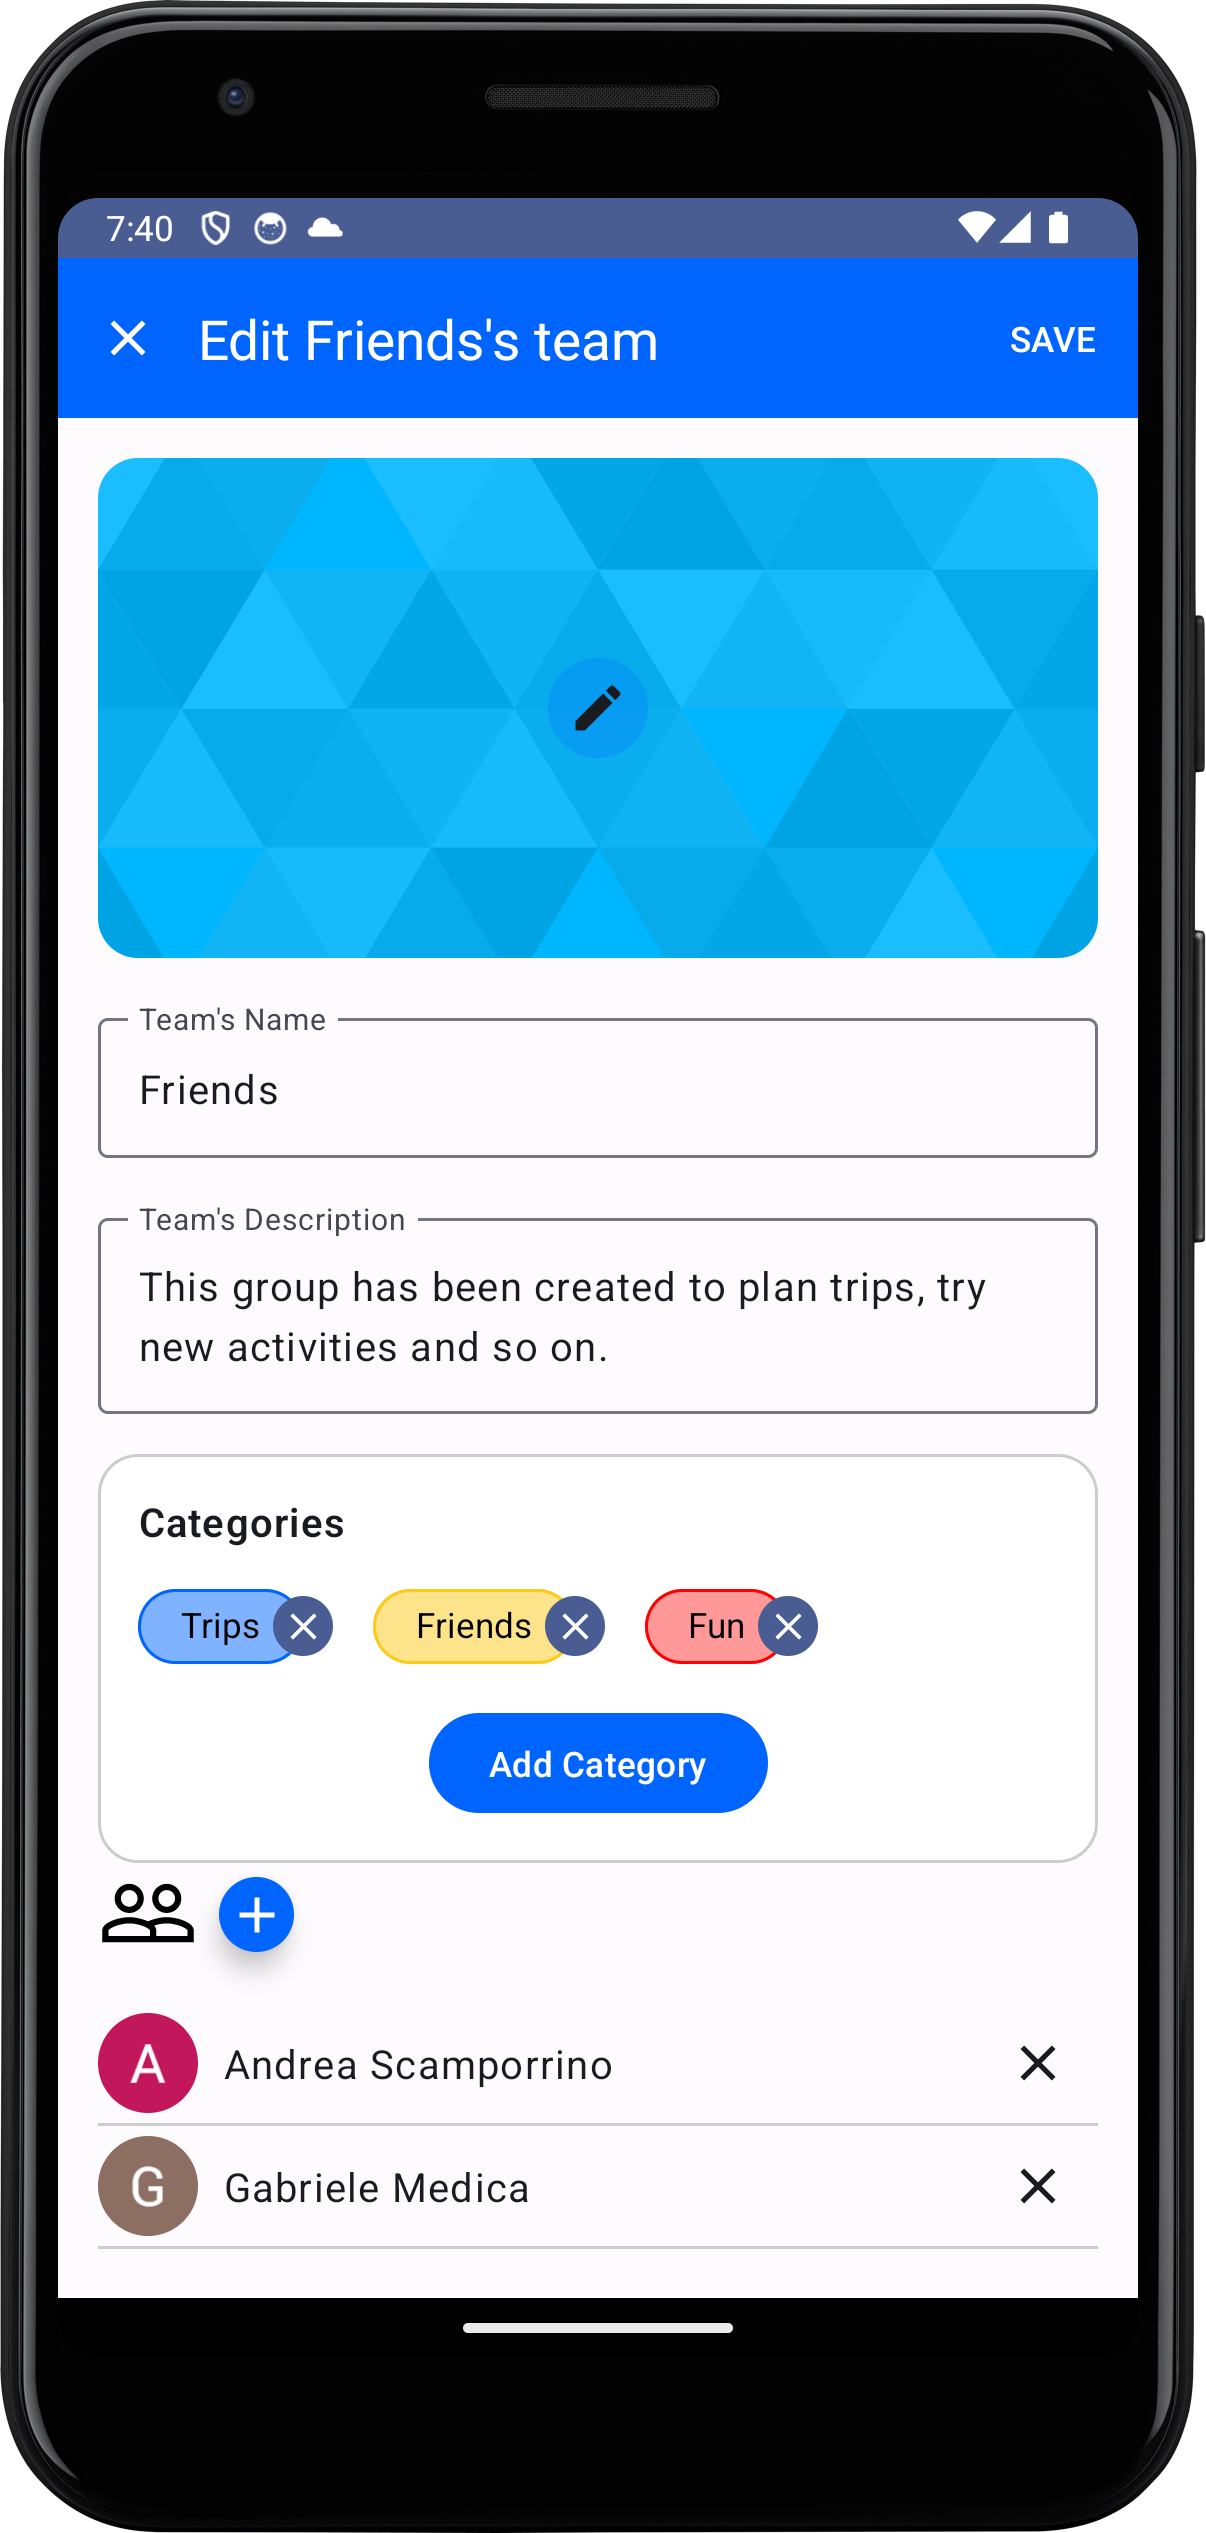 7:40
Edit Friends's team
SAVE
Team's Name
Friends
Team's Description
This group has been created to plan trips, try
new activities and so on.
Categories
Trips
Friends
Fun
Add Category
A
Andrea Scamporrino
G
Gabriele Medica